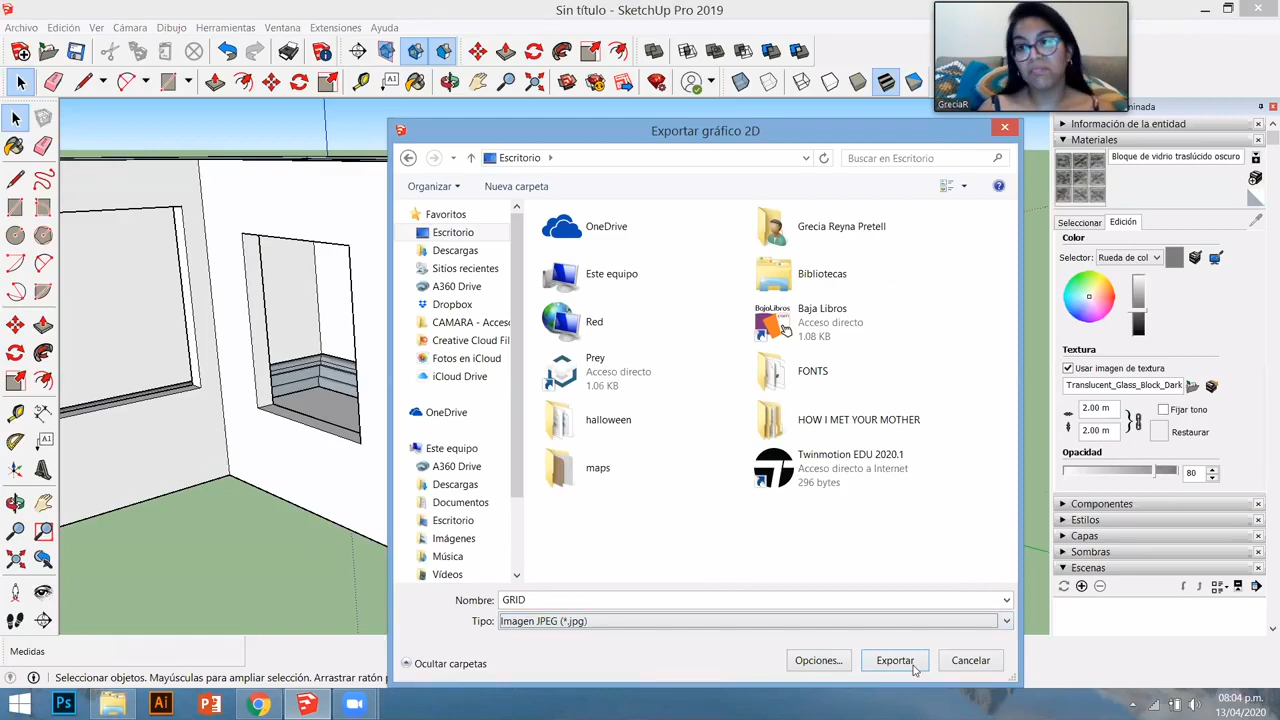 Sin título - SketchUp Pro 2019
Archivo Edición Ver Cámara Dibujo Herramientas Ventana Extensiones Ayuda
GreciaR
Información de la entidad
Materiales
Bloque de vidrio traslúcido oscuro
Seleccionar Edición
Color
Selector: Rueda de col
Textura
Usar imagen de textura
Translucent_Glass_Block_Dark
2.00 m
Fijar tono
2.00 m
Restaurar
Opacidad
80
Componentes
Estilos
Capas
Sombras
Escenas
Exportar gráfico 2D
Escritorio
Buscar en Escritorio
Organizar
Nueva carpeta
Favoritos
Escritorio
Descargas
Sitios recientes
A360 Drive
Dropbox
CAMARA - Acces
Creative Cloud Fil
Fotos en iCloud
iCloud Drive
OneDrive
Este equipo
A360 Drive
Descargas
Documentos
Escritorio
Imágenes
Música
Vídeos
OneDrive
Grecia Reyna Pretell
Este equipo
Bibliotecas
Red
Baja Libros
Acceso directo
1.08 KB
Prey
Acceso directo
1.06 KB
FONTS
halloween
HOW I MET YOUR MOTHER
maps
Twinmotion EDU 2020.1
Acceso directo a Internet
296 bytes
Nombre: GRID
Tipo: Imagen JPEG (*.jpg)
Ocultar carpetas
Opciones...
Exportar
Cancelar
Medidas
Seleccionar objetos. Mayúsculas para ampliar selección. Arrastrar ratón p
08:04 p.m.
13/04/2020